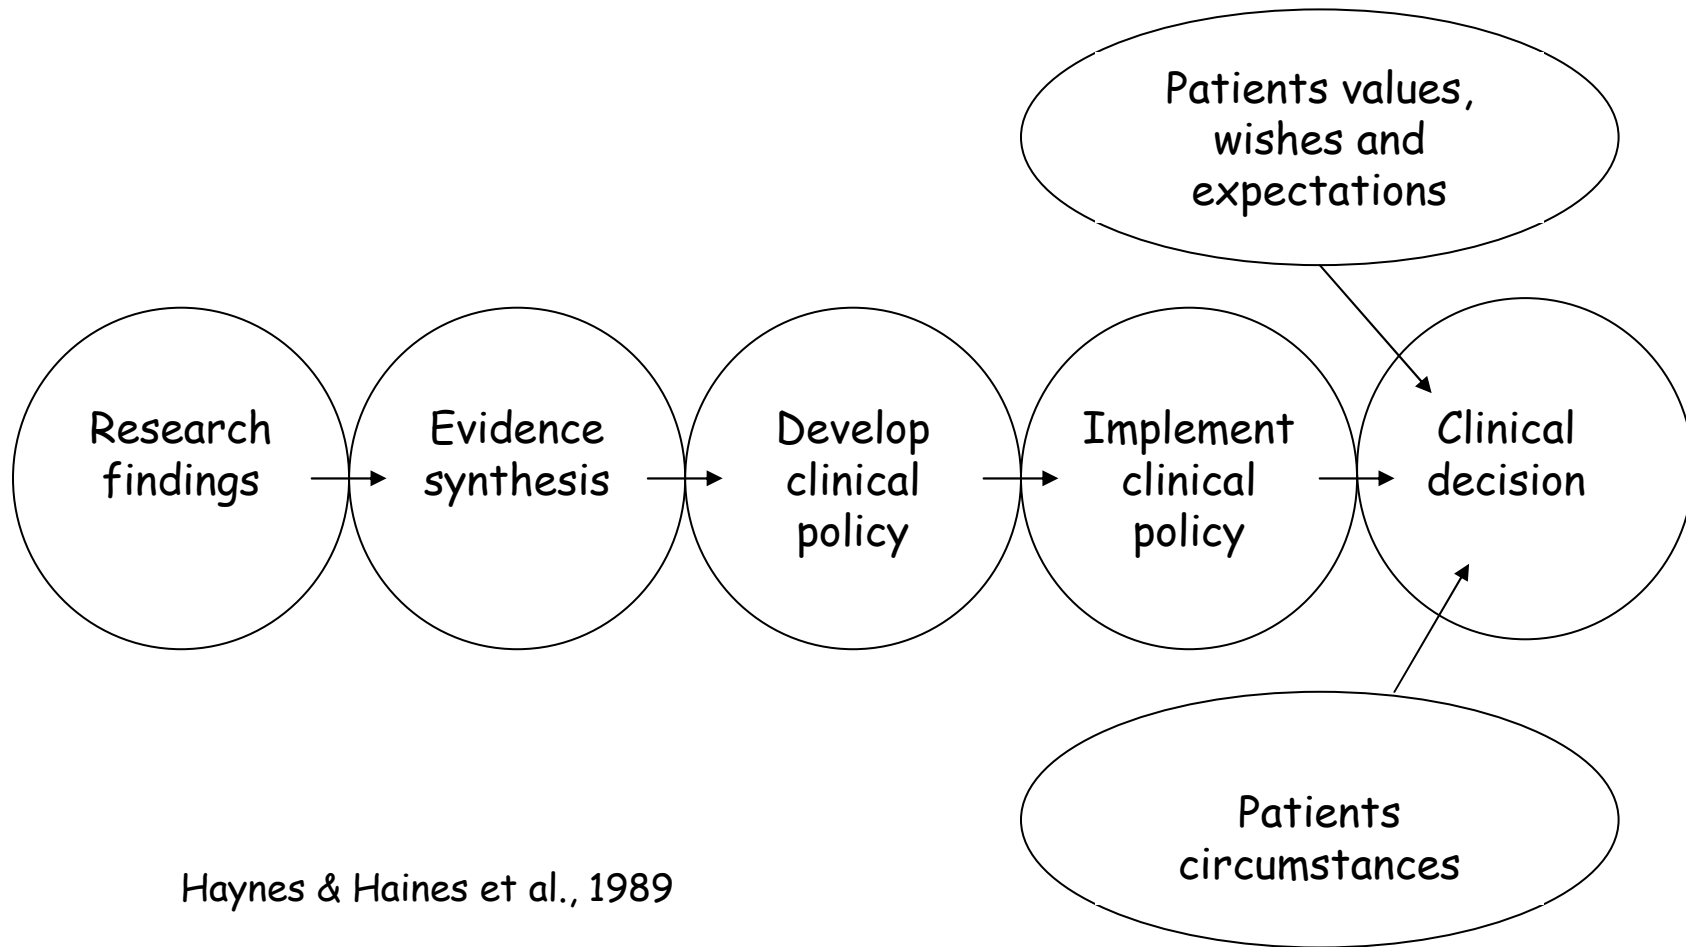 Patients values,
wishes and
expectations
Research
findings
Evidence
synthesis
Develop
clinical
policy
Implement
clinical
policy
Clinical
decision
Patients
circumstances
Haynes & Haines et al., 1989